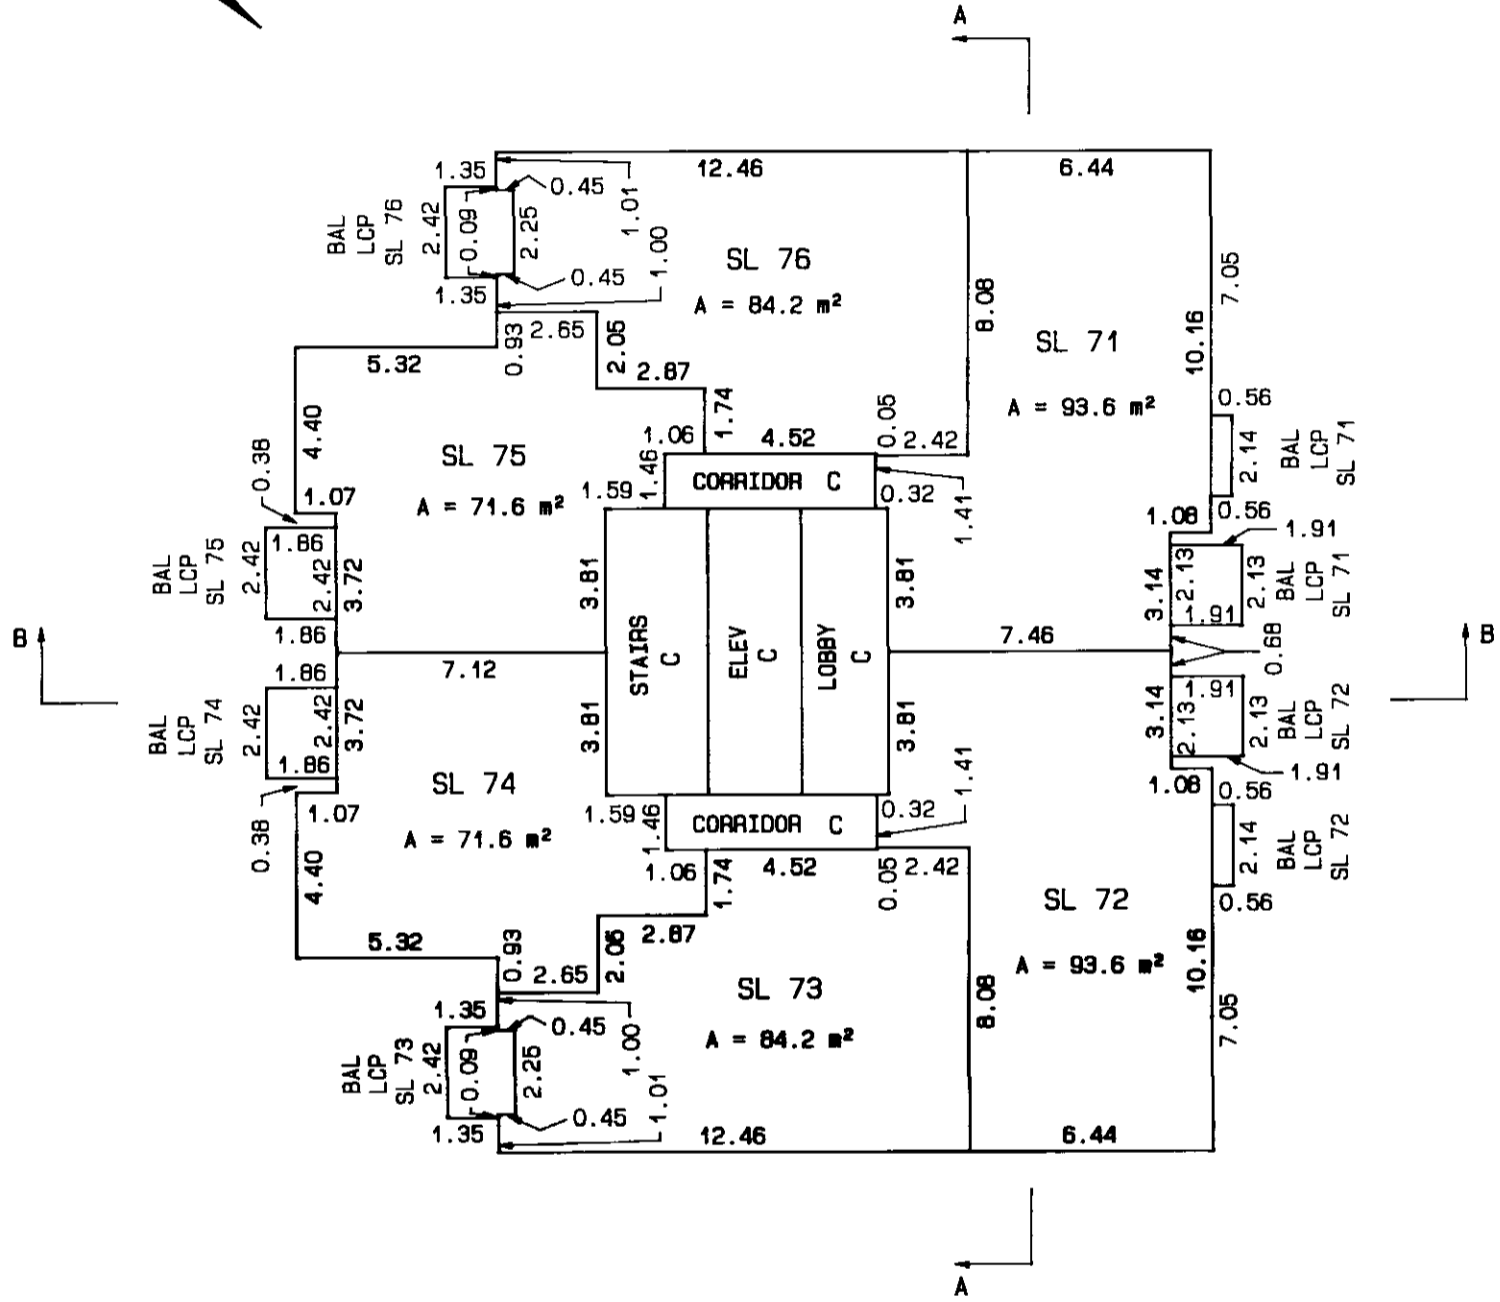 A
12.46
6.44
1.35
0.45
1.01
BAL
LCP
SL 76
2.42
0.09
2.25
1.00
0.45
1.35
SL 76
A = 84.2 m²
8.08
7.05
10.16
SL 71
A = 93.6 m²
0.93
2.65
2.05
5.32
2.87
1.74
0.05
2.42
0.56
2.14
BAL
LCP
SL 71
0.56
4.40
0.38
1.07
SL 75
A = 71.6 m²
1.06
4.52
1.46
1.59
CORRIDOR C
0.32
1.41
1.08
1.91
BAL
LCP
SL 75
2.42
1.86
2.42
3.72
1.86
3.81
3.81
3.14
2.13
1.91
2.13
BAL
LCP
SL 71
B
7.12
STAIRS
C
ELEV
C
LOBBY
C
7.46
0.68
B
BAL
LCP
SL 74
2.42
1.86
2.42
3.72
1.86
3.81
3.81
3.14
2.13
1.91
2.13
BAL
LCP
SL 72
1.91
0.38
1.07
4.40
SL 74
A = 71.6 m²
1.59
1.46
CORRIDOR C
0.32
1.41
1.08
0.56
2.14
BAL
LCP
SL 72
0.56
1.06
1.74
4.52
0.05
2.42
SL 72
A = 93.6 m²
10.16
7.05
5.32
0.93
2.65
2.05
2.87
SL 73
A = 84.2 m²
8.08
BAL
LCP
SL 73
2.42
1.35
0.45
0.09
2.25
1.00
1.01
0.45
1.35
12.46
6.44
A